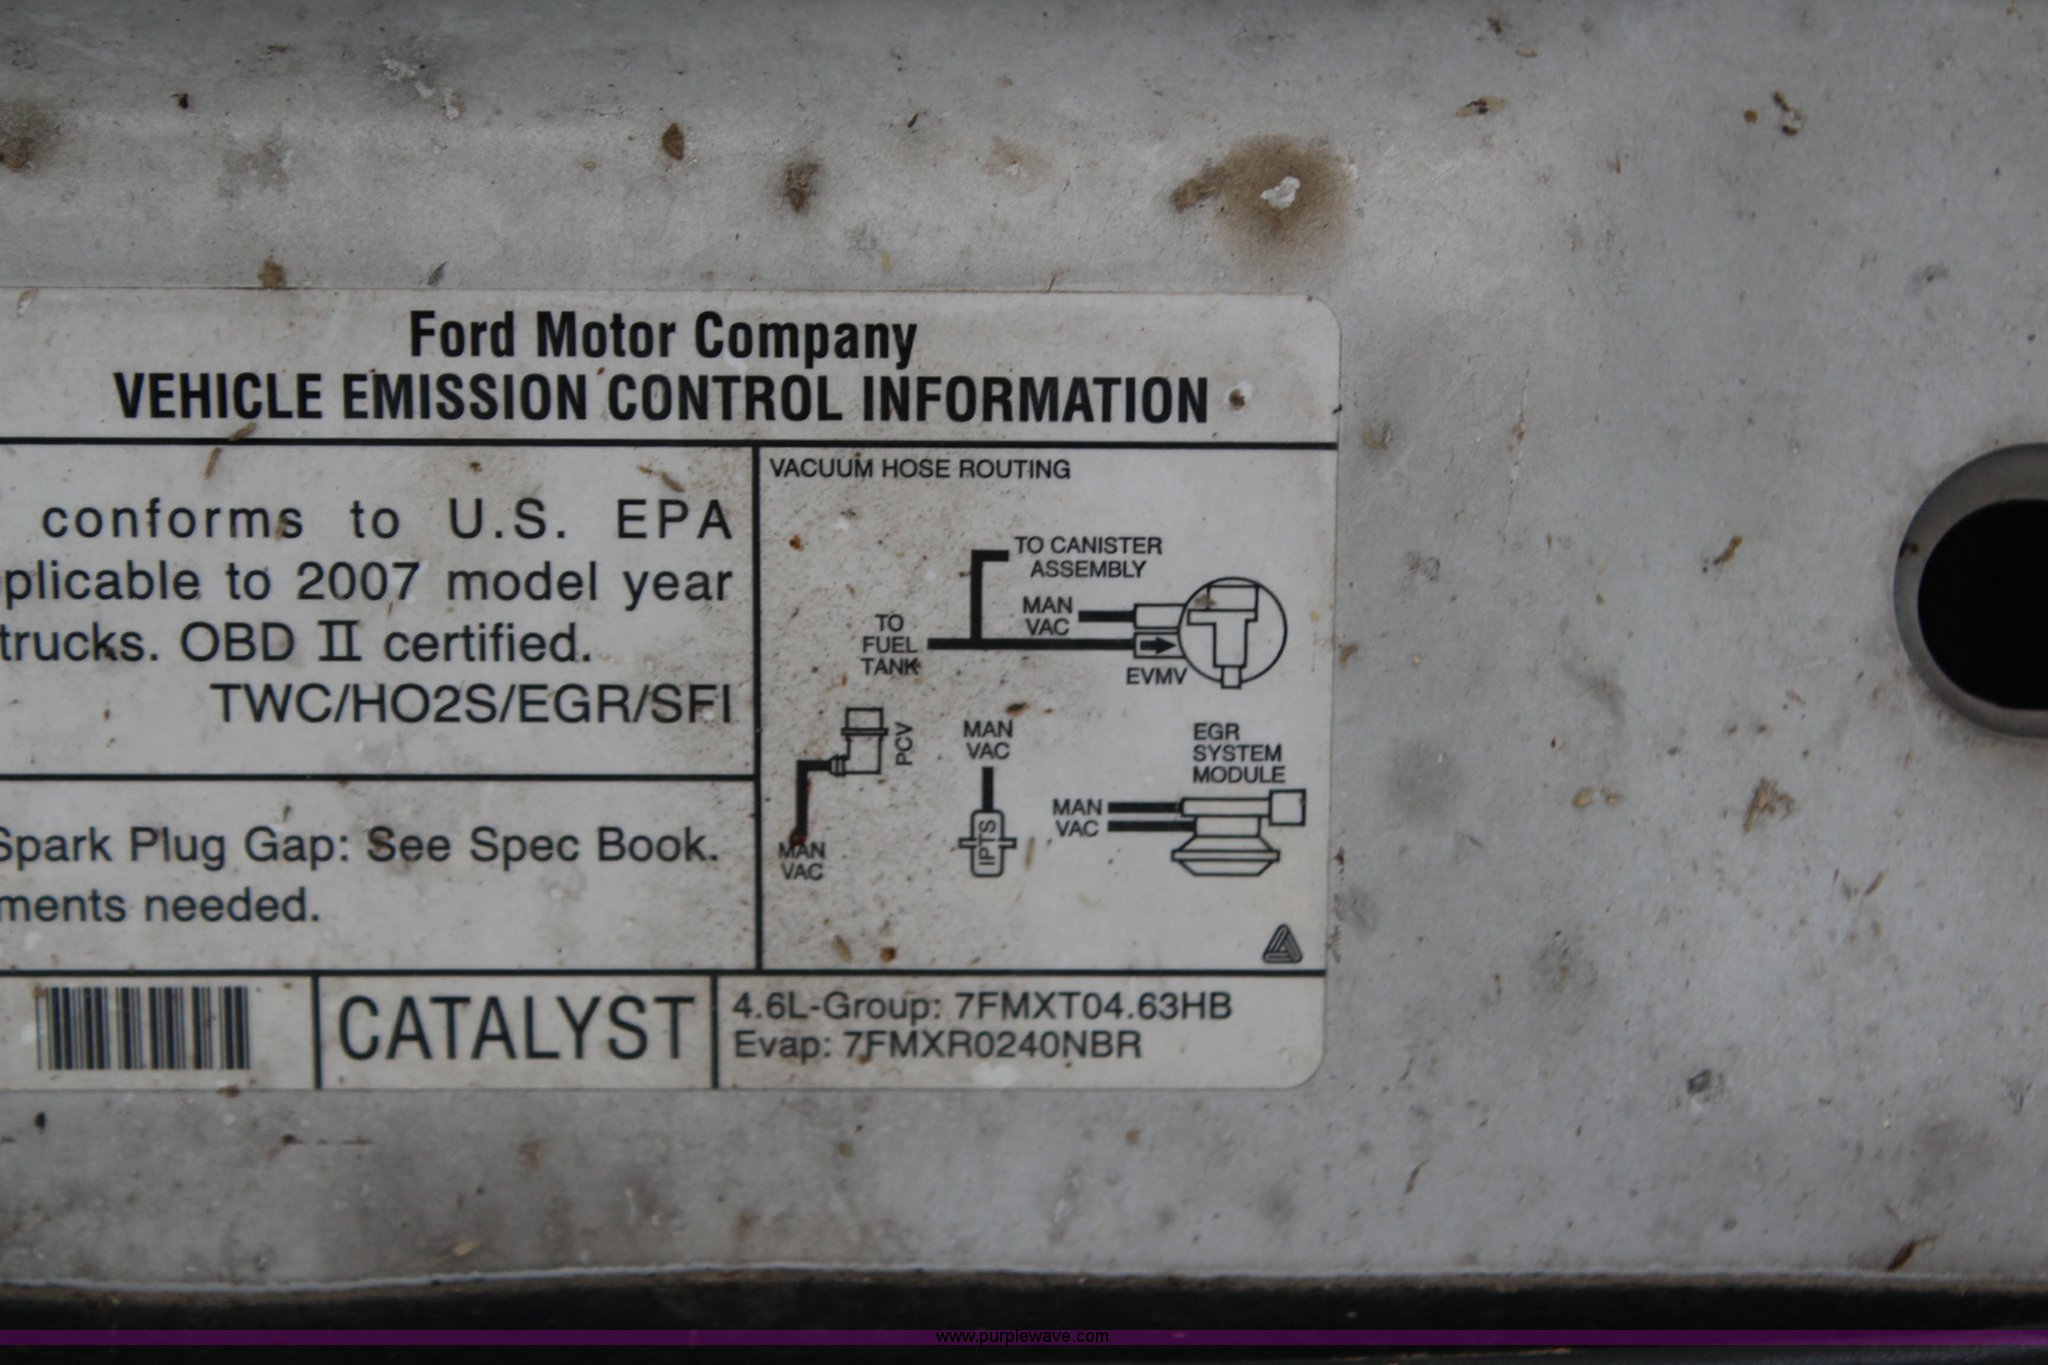 Ford Motor Company
VEHICLE EMISSION CONTROL INFORMATION
conforms to U.S. EPA
plicable to 2007 model year
trucks. OBD II certified.
TWC/HO2S/EGR/SFI
Spark Plug Gap: See Spec Book.
ments needed.
VACUUM HOSE ROUTING
TO CANISTER
ASSEMBLY
MAN
VAC
TO
FUEL
TANK
EVMV
PCV
MAN
VAC
MAN
VAC
IPTS
EGR
SYSTEM
MODULE
MAN
VAC
CATALYST
4.6L-Group: 7FMXT04.63HB
Evap: 7FMXR0240NBR
www.purplewave.com